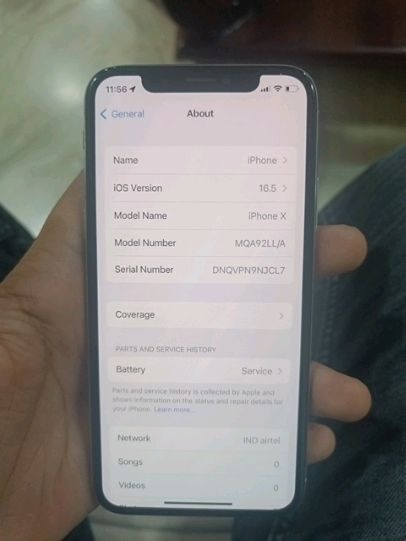 11:56
General
About
Name iPhone
iOS Version 16.5
Model Name iPhone X
Model Number MQA92LL/A
Serial Number DNQVPN9NJCL7
Coverage
PARTS AND SERVICE HISTORY
Battery Service
Parts and service history is collected by Apple and
shows information on the status and repair details for
your iPhone. Learn more...
Network IND airtel
Songs 0
Videos 0